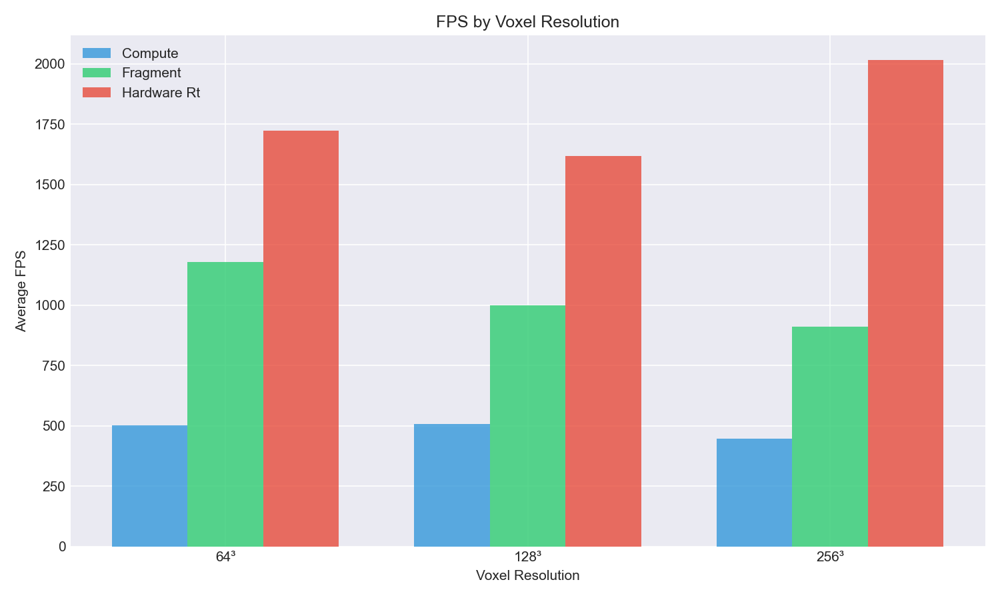 FPS by Voxel Resolution
Compute
Fragment
Hardware Rt
2000
1750
1500
1250
1000
750
500
250
0
Average FPS
64³
128³
256³
Voxel Resolution